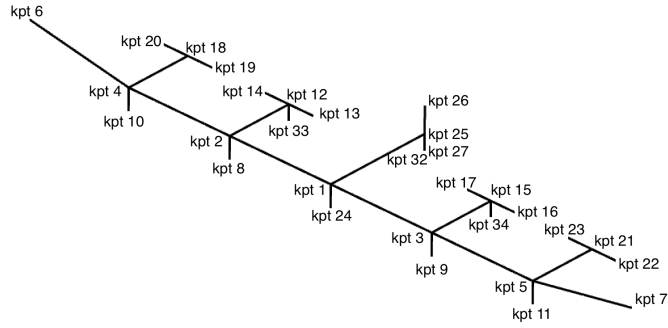 kpt 6
kpt 20
kpt 18
kpt 19
kpt 4
kpt 10
kpt 14
kpt 12
kpt 13
kpt 33
kpt 2
kpt 8
kpt 26
kpt 25
kpt 32
kpt 27
kpt 1
kpt 24
kpt 17
kpt 15
kpt 16
kpt 34
kpt 3
kpt 9
kpt 23
kpt 21
kpt 22
kpt 5
kpt 7
kpt 11